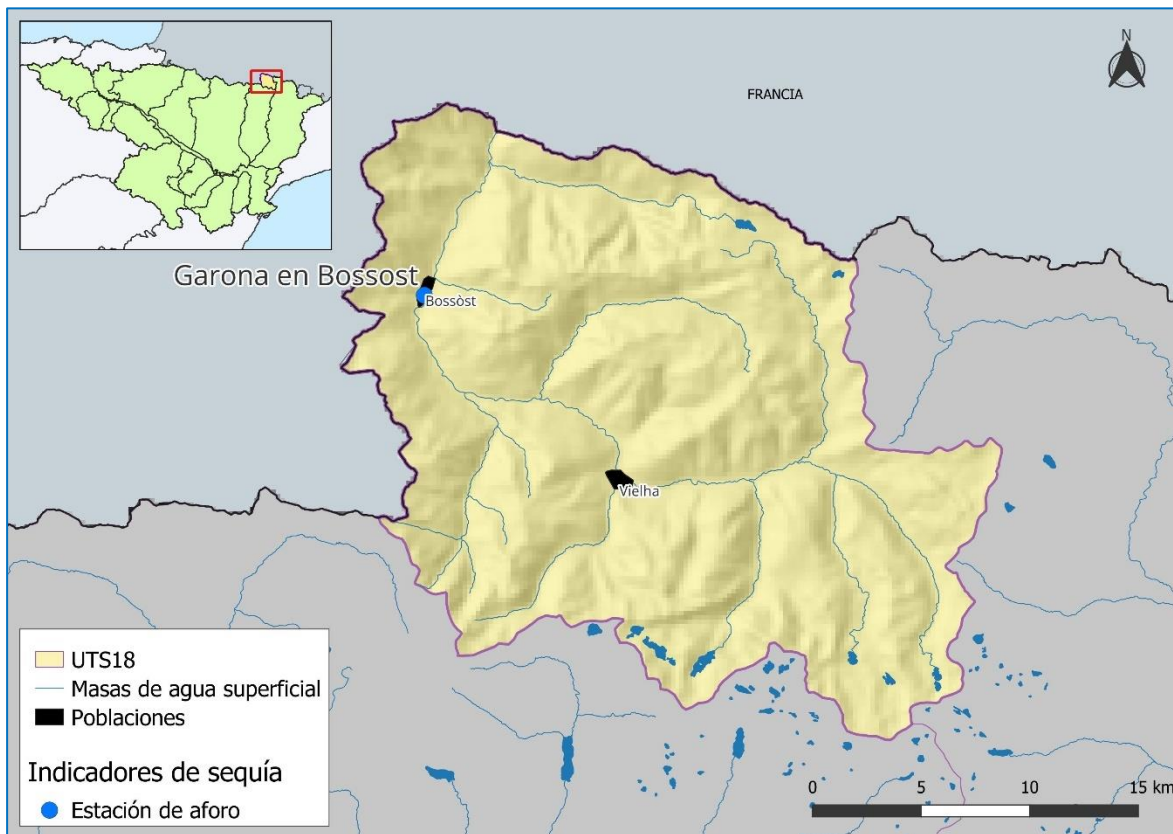 N
FRANCIA
Garona en Bossost
Bossòst
Vielha
UTS18
Masas de agua superficial
Poblaciones
Indicadores de sequía
Estación de aforo
0 5 10 15 km